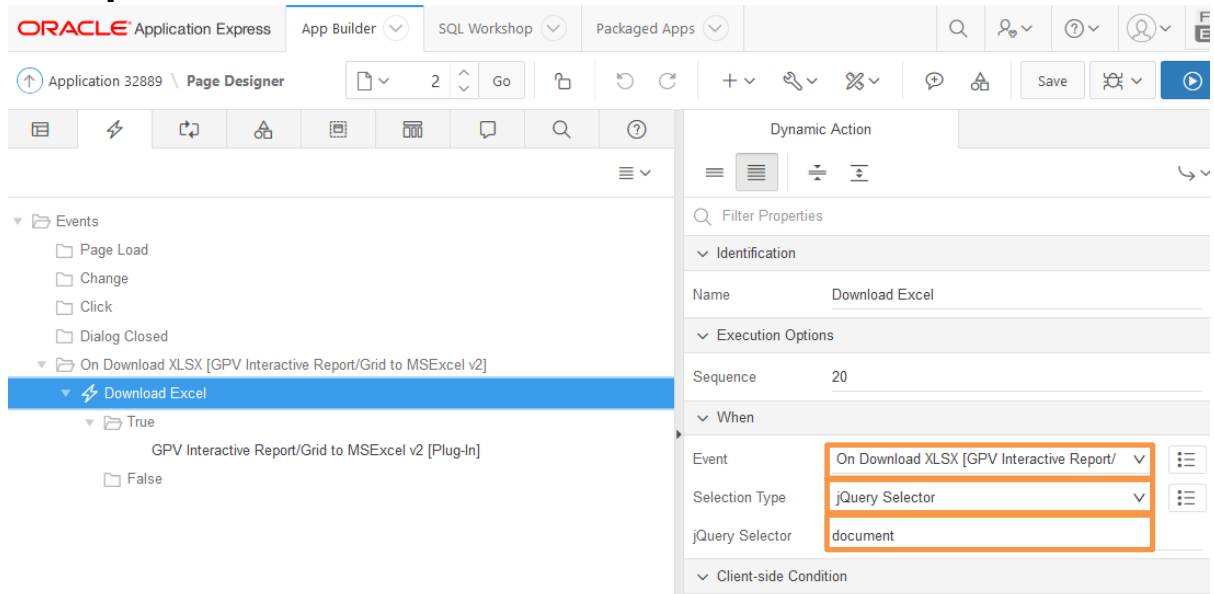 ORACLE Application Express App Builder SQL Workshop Packaged Apps
Application 32889 \ Page Designer 2 Go Save
Dynamic Action
Filter Properties
Events
Page Load
Change
Click
Dialog Closed
On Download XLSX [GPV Interactive Report/Grid to MSExcel v2]
Download Excel
True
GPV Interactive Report/Grid to MSExcel v2 [Plug-In]
False
Identification
Name Download Excel
Execution Options
Sequence 20
When
Event On Download XLSX [GPV Interactive Report/
Selection Type jQuery Selector
jQuery Selector document
Client-side Condition